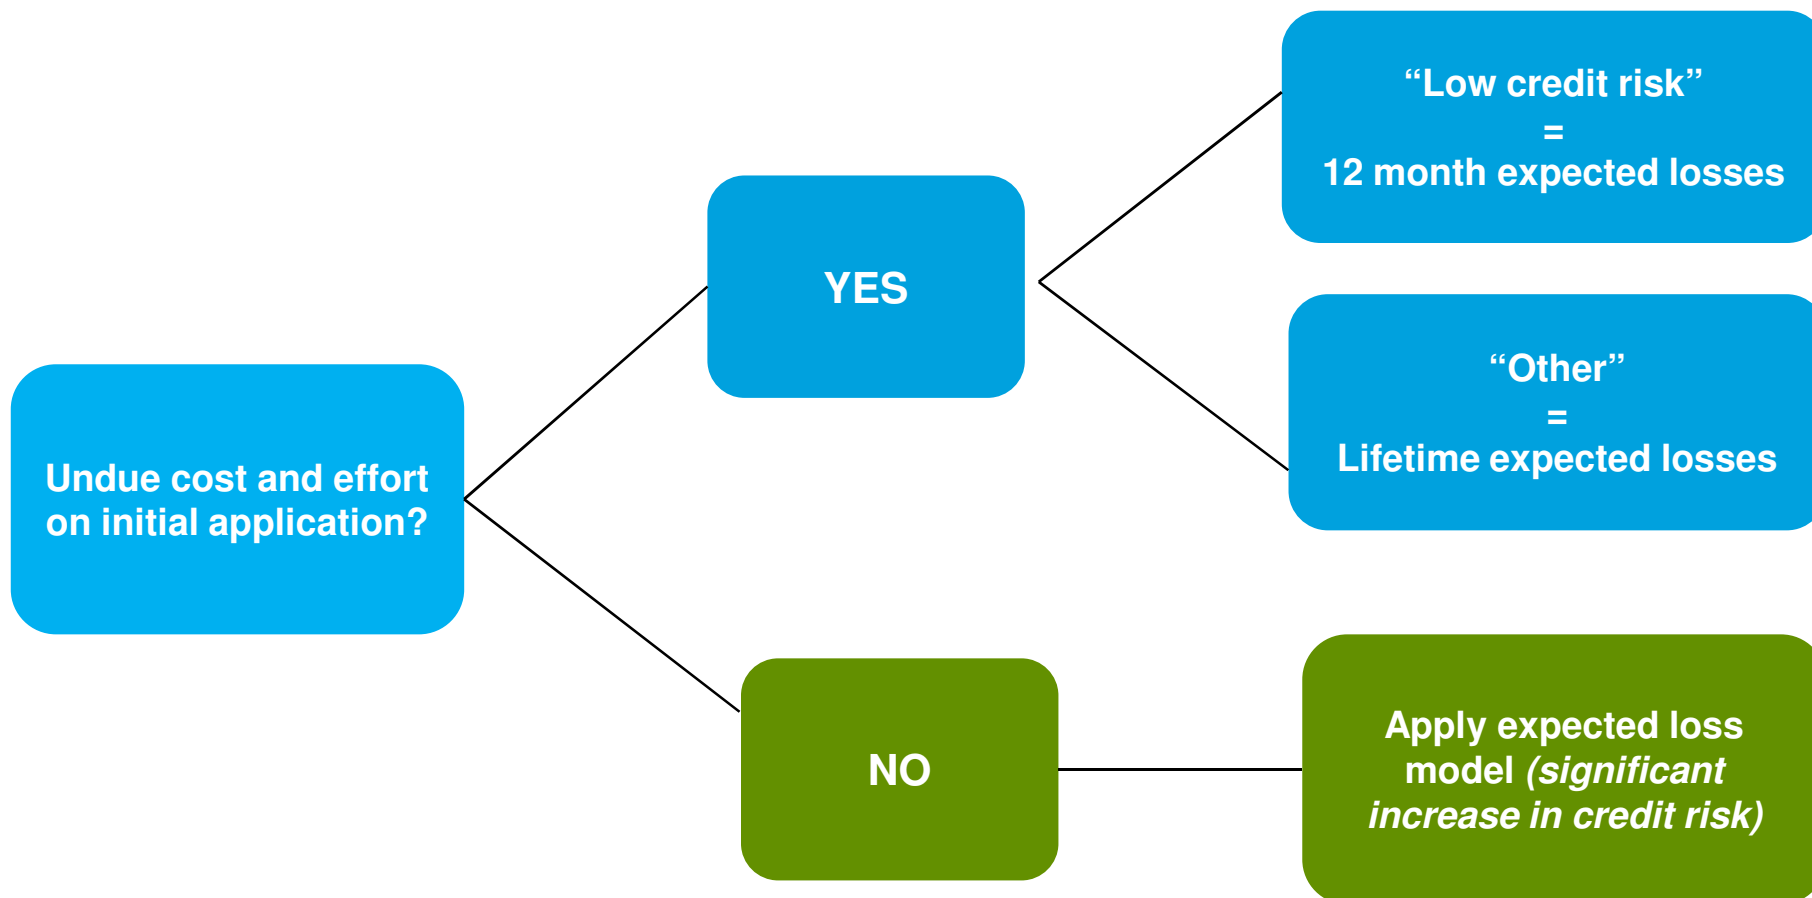 “Low credit risk”
=
12 month expected losses
YES
“Other”
=
Lifetime expected losses
Undue cost and effort
on initial application?
NO
Apply expected loss
model (significant
increase in credit risk)